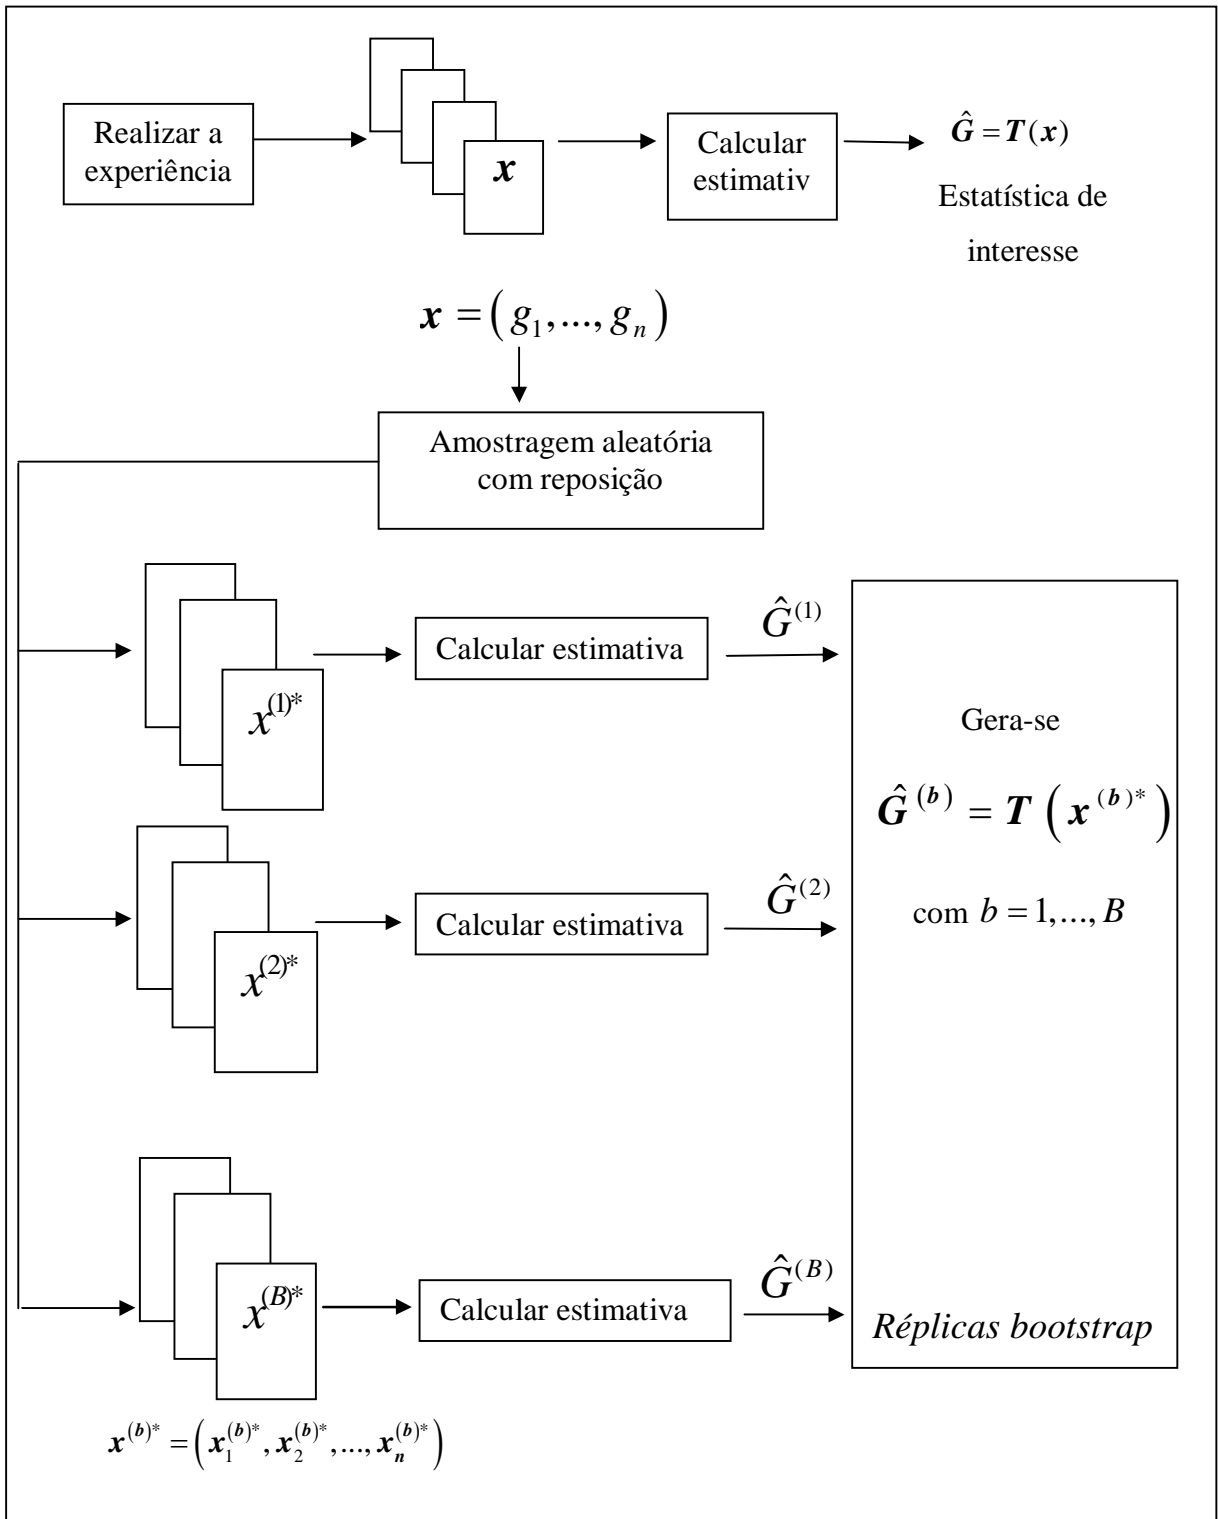 Realizar a
experiência
x
Calcular
estimativ
Ĝ = T(x)
Estatística de
interesse
x = (g₁,..., gₙ)
Amostragem aleatória
com reposição
x⁽¹⁾*
Calcular estimativa
Ĝ⁽¹⁾
x⁽²⁾*
Calcular estimativa
Ĝ⁽²⁾
x⁽ᴮ⁾*
Calcular estimativa
Ĝ⁽ᴮ⁾
Gera-se
Ĝ⁽ᵇ⁾ = T(x⁽ᵇ⁾*)
com b = 1,..., B
Réplicas bootstrap
x⁽ᵇ⁾* = (x₁⁽ᵇ⁾*, x₂⁽ᵇ⁾*,..., xₙ⁽ᵇ⁾*)